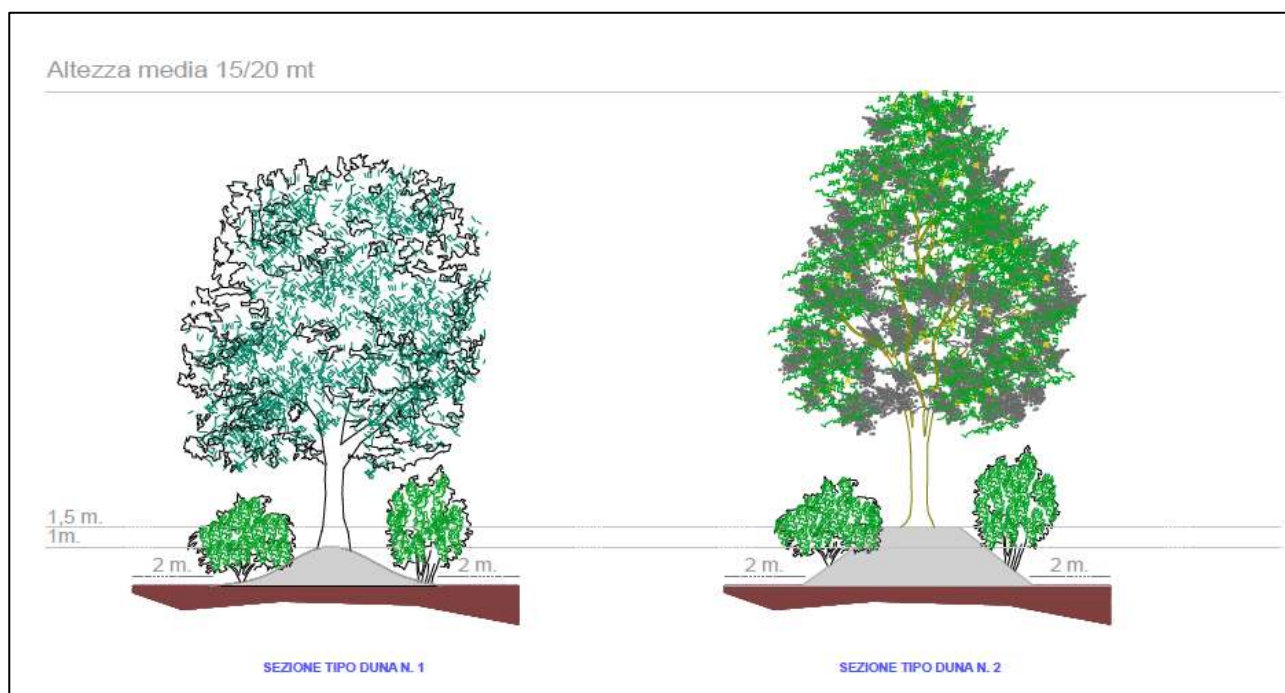 Altezza media 15/20 mt
1,5 m.
1m.
2 m.
2 m.
2 m.
2 m.
SEZIONE TIPO DUNA N. 1
SEZIONE TIPO DUNA N. 2